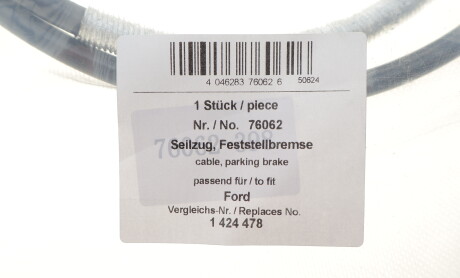 4 046283 76062 6 50624
1 Stück / piece
Nr. / No. 76062
Seilzug, Feststellbremse
cable, parking brake
passend für / to fit
Ford
Vergleichs-Nr. / Replaces No.
1 424 478